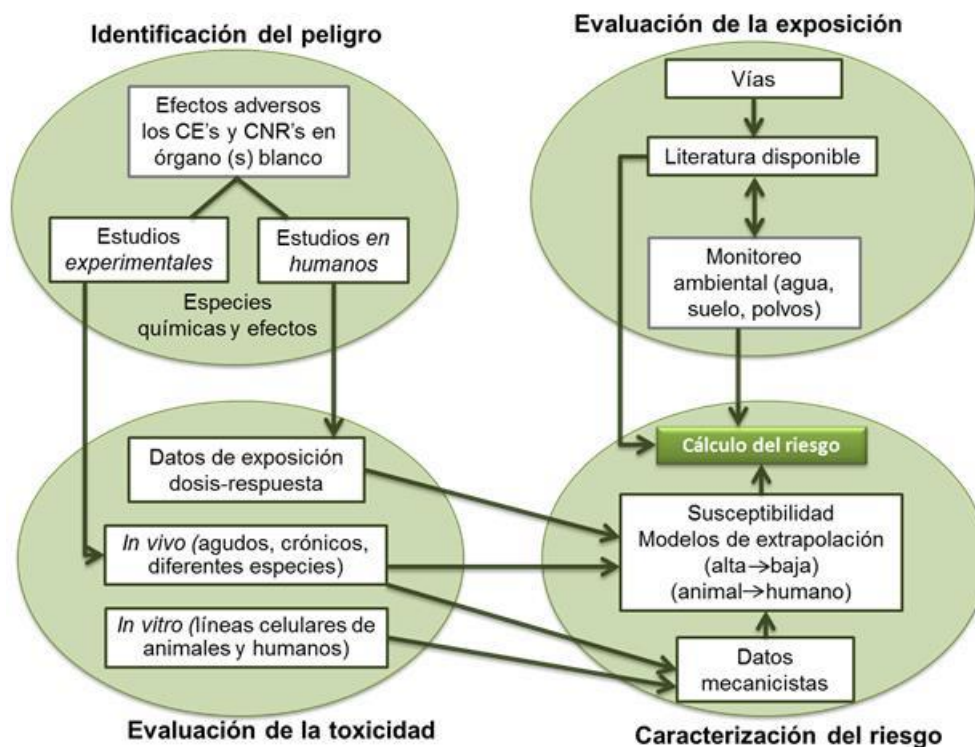 Identificación del peligro
Efectos adversos
los CE's y CNR's en
órgano (s) blanco
Estudios
experimentales
Estudios en
humanos
Especies
químicas y efectos
Evaluación de la exposición
Vías
Literatura disponible
Monitoreo
ambiental (agua,
suelo, polvos)
Datos de exposición
dosis-respuesta
In vivo (agudos, crónicos,
diferentes especies)
In vitro (líneas celulares de
animales y humanos)
Evaluación de la toxicidad
Cálculo del riesgo
Susceptibilidad
Modelos de extrapolación
(alta→baja)
(animal→humano)
Datos
mecanicistas
Caracterización del riesgo